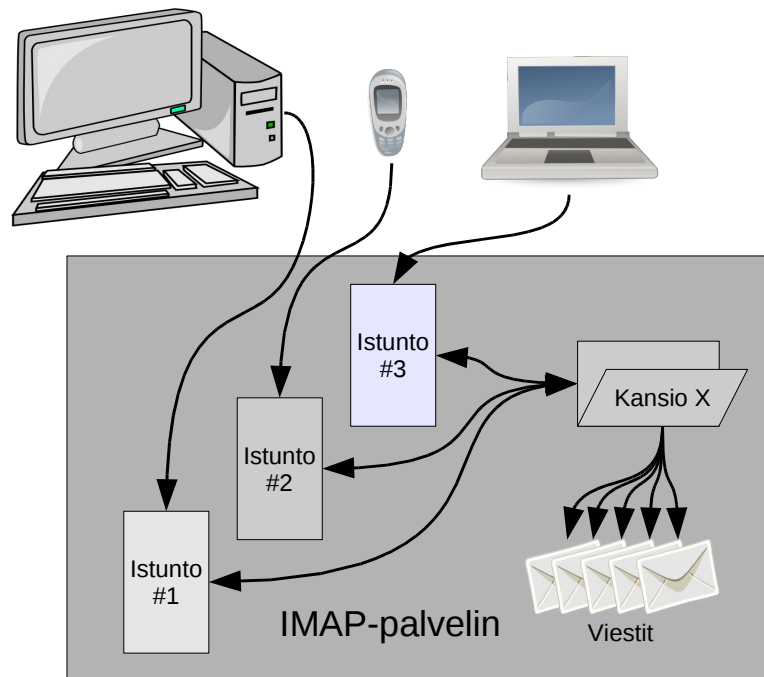 Istunto
#3
Kansio X
Istunto
#2
Istunto
#1
IMAP-palvelin
Viestit